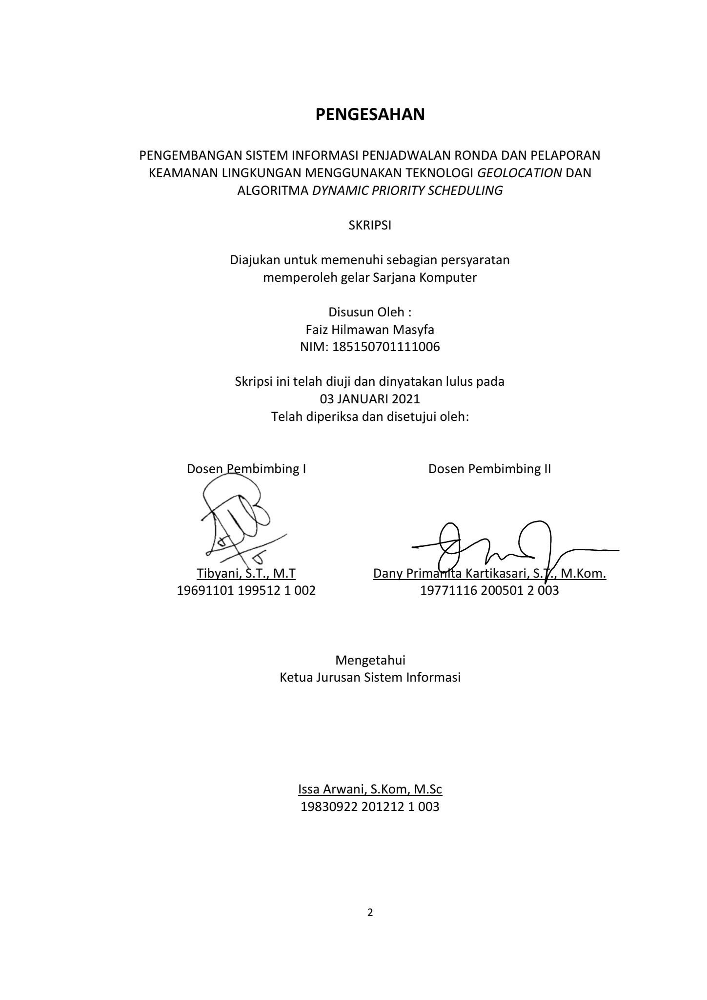 PENGESAHAN
PENGEMBANGAN SISTEM INFORMASI PENJADWALAN RONDA DAN PELAPORAN
KEAMANAN LINGKUNGAN MENGGUNAKAN TEKNOLOGI GEOLOCATION DAN
ALGORITMA DYNAMIC PRIORITY SCHEDULING
SKRIPSI
Diajukan untuk memenuhi sebagian persyaratan
memperoleh gelar Sarjana Komputer
Disusun Oleh :
Faiz Hilmawan Masyfa
NIM: 185150701111006
Skripsi ini telah diuji dan dinyatakan lulus pada
03 JANUARI 2021
Telah diperiksa dan disetujui oleh:
Dosen Pembimbing I
Tibyani, S.T., M.T
19691101 199512 1 002
Dosen Pembimbing II
Dany Primanita Kartikasari, S.T., M.Kom.
19771116 200501 2 003
Mengetahui
Ketua Jurusan Sistem Informasi
Issa Arwani, S.Kom, M.Sc
19830922 201212 1 003
2